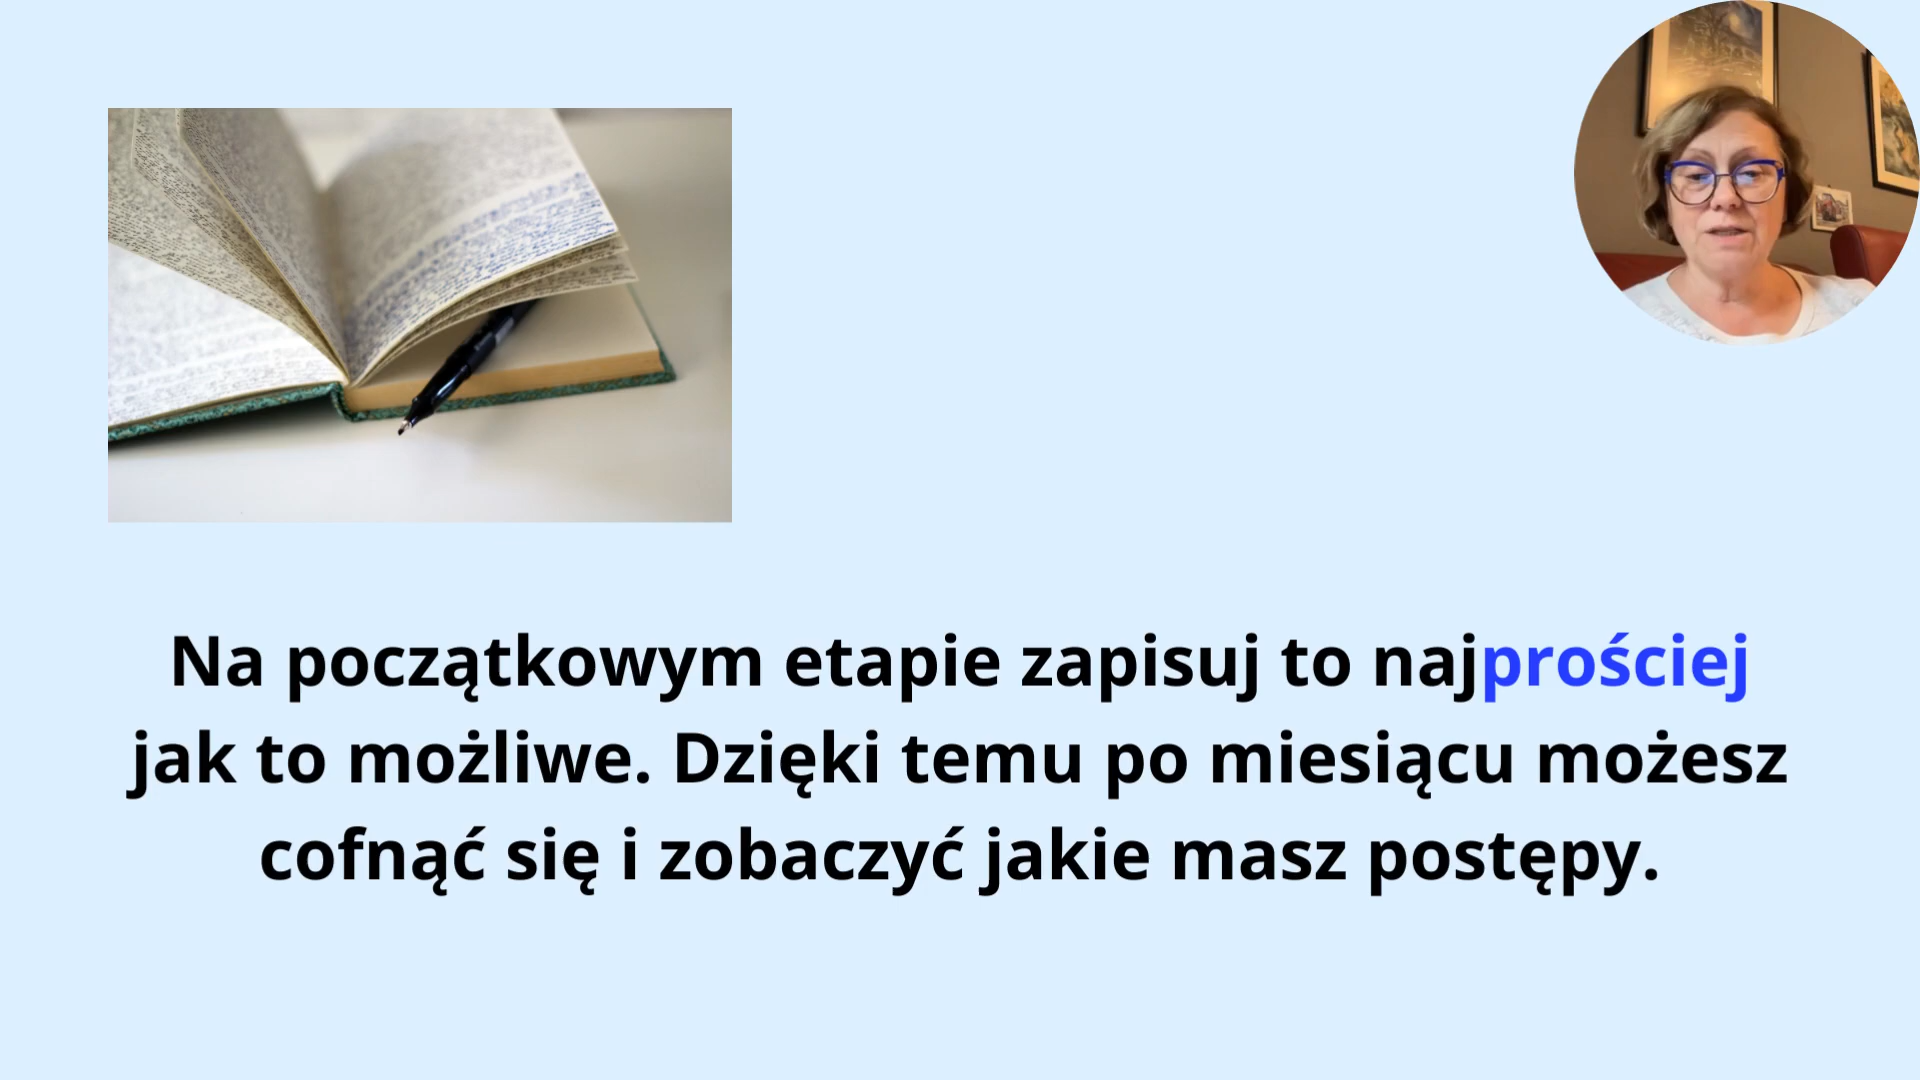 Na początkowym etapie zapisuj to najprościej
jak to możliwe. Dzięki temu po miesiącu możesz
cofnąć się i zobaczyć jakie masz postępy.